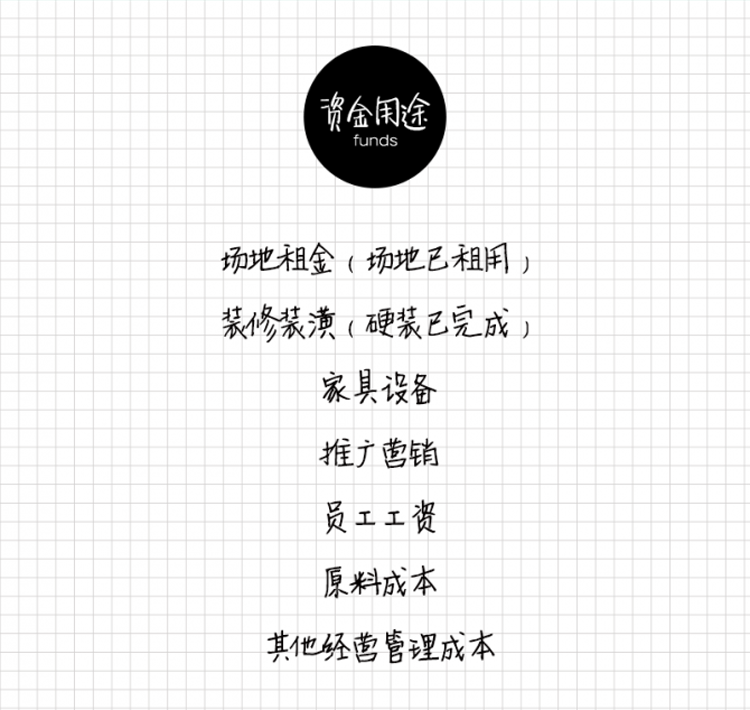 资金用途
funds
场地租金（场地已租用）
装修装潢（硬装已完成）
家具设备
推广营销
员工工资
原料成本
其他经营管理成本